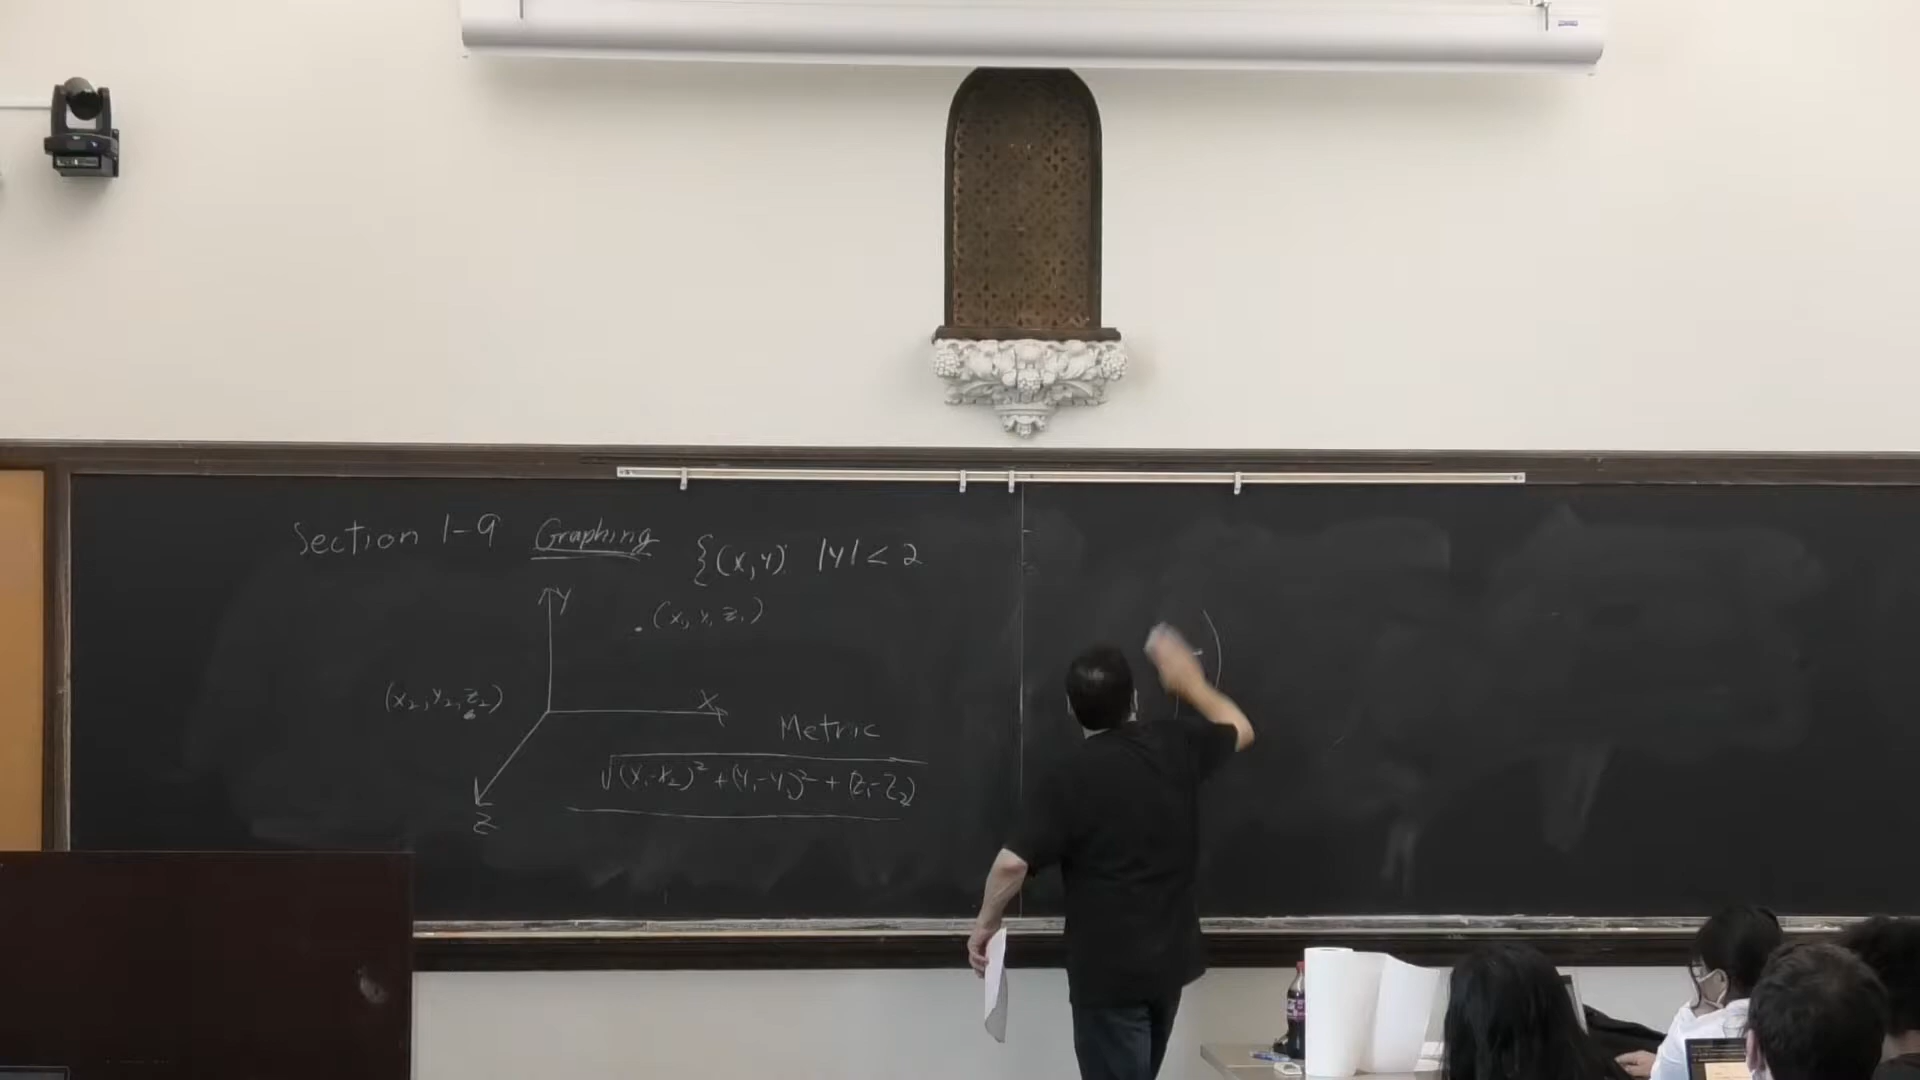 Section 1-9 Graphing {(x,y) |y| ≤ 2
Y
.(x₁ y₁ z₁)
(x₂, y₂, z₂)
X
Metric
√(x₁-x₂)² + (y₁-y₁)² + (z₁-z₂)
Z